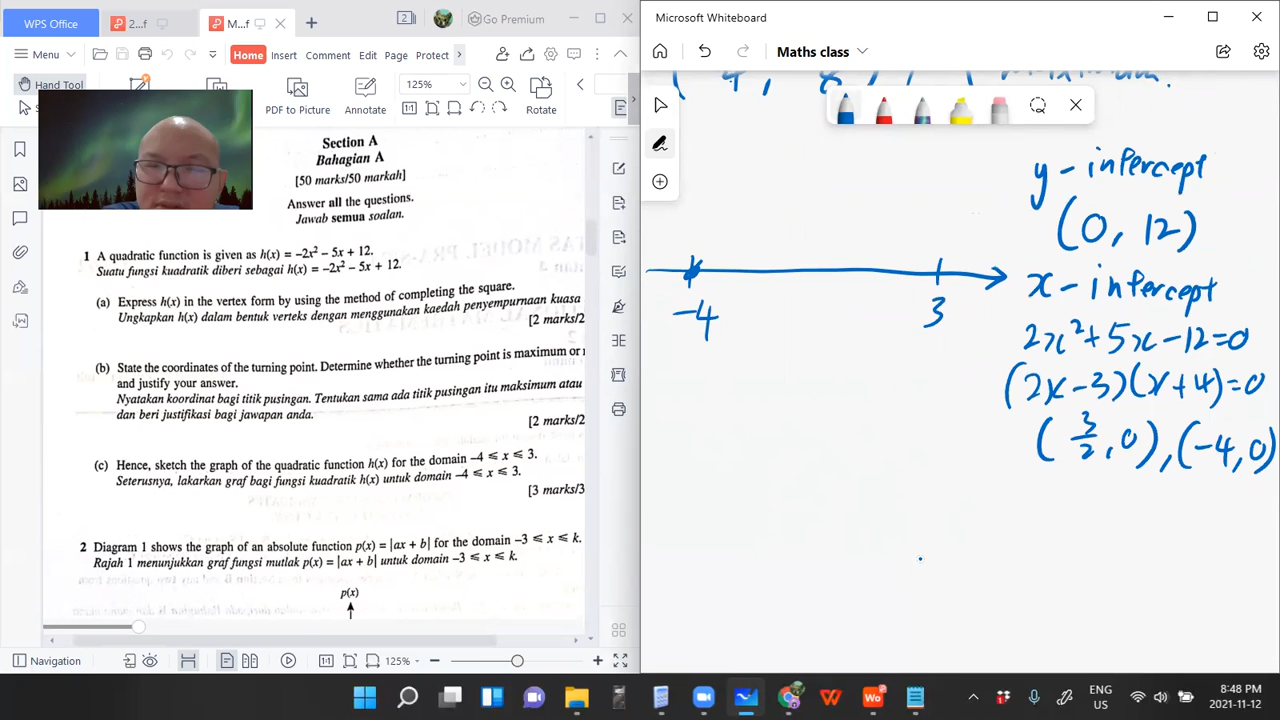 WPS Office
2...f
M...f
2
Go Premium
Menu
Home
Insert
Comment
Edit
Page
Protect
Hand Tool
PDF to Picture
Annotate
125%
Rotate
Section A
Bahagian A
[50 marks/50 markah]
Answer all the questions.
Jawab semua soalan.
1 A quadratic function is given as h(x) = −2x² − 5x + 12.
Suatu fungsi kuadratik diberi sebagai h(x) = −2x² − 5x + 12.
(a) Express h(x) in the vertex form by using the method of completing the square.
Ungkapkan h(x) dalam bentuk verteks dengan menggunakan kaedah penyempurnaan kuasa
[2 marks/2
(b) State the coordinates of the turning point. Determine whether the turning point is maximum or
and justify your answer.
Nyatakan koordinat bagi titik pusingan. Tentukan sama ada titik pusingan itu maksimum atau
dan beri justifikasi bagi jawapan anda.
[2 marks/2
(c) Hence, sketch the graph of the quadratic function h(x) for the domain −4 ⩽ x ⩽ 3.
Seterusnya, lakarkan graf bagi fungsi kuadratik h(x) untuk domain −4 ⩽ x ⩽ 3.
[3 marks/3
2 Diagram 1 shows the graph of an absolute function p(x) = |ax + b| for the domain −3 ⩽ x ⩽ k.
Rajah 1 menunjukkan graf fungsi mutlak p(x) = |ax + b| untuk domain −3 ⩽ x ⩽ k.
p(x)
Navigation
125%
Microsoft Whiteboard
Maths class
y - intercept
(0, 12)
x - intercept
2x² + 5x - 12 = 0
(2x - 3)(x + 4) = 0
(3/2, 0), (-4, 0)
-4
3
ENG
US
8:48 PM
2021-11-12